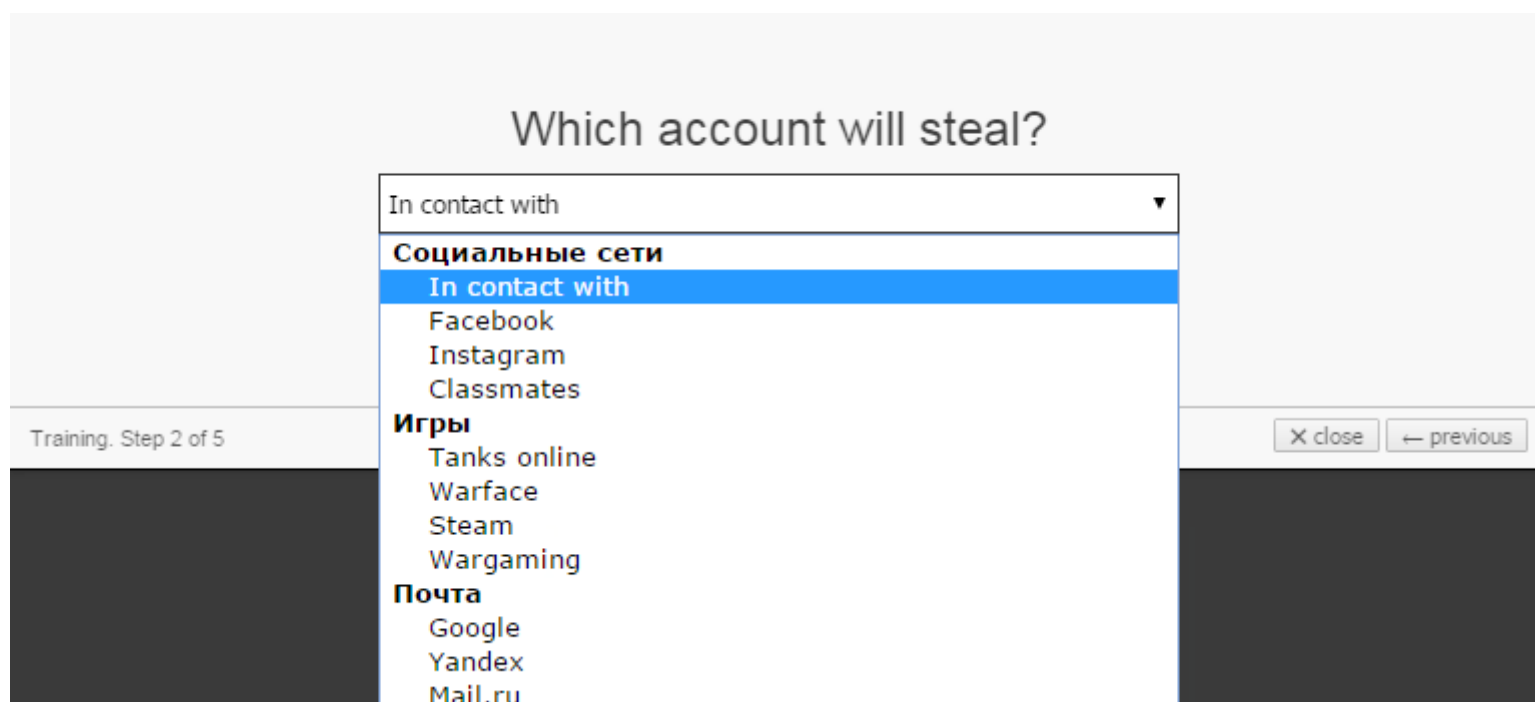 Which account will steal?
In contact with
Социальные сети
In contact with
Facebook
Instagram
Classmates
Игры
Tanks online
Warface
Steam
Wargaming
Почта
Google
Yandex
Mail.ru
Training. Step 2 of 5
× close
← previous